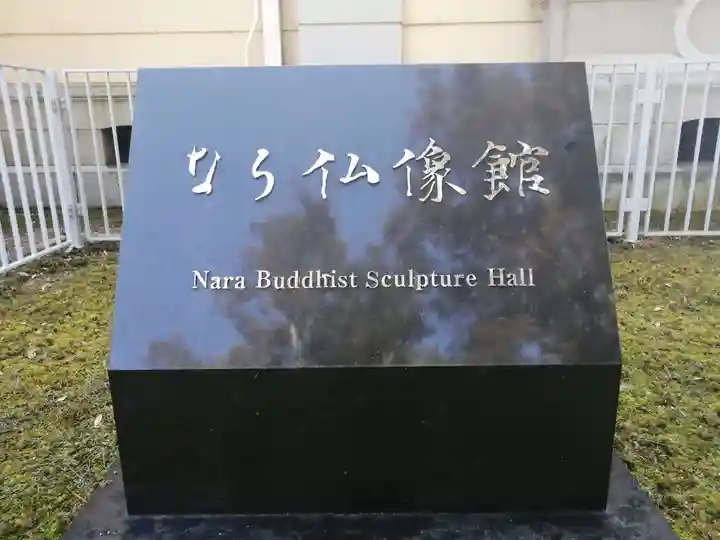 なら仏像館
Nara Buddhist Sculpture Hall